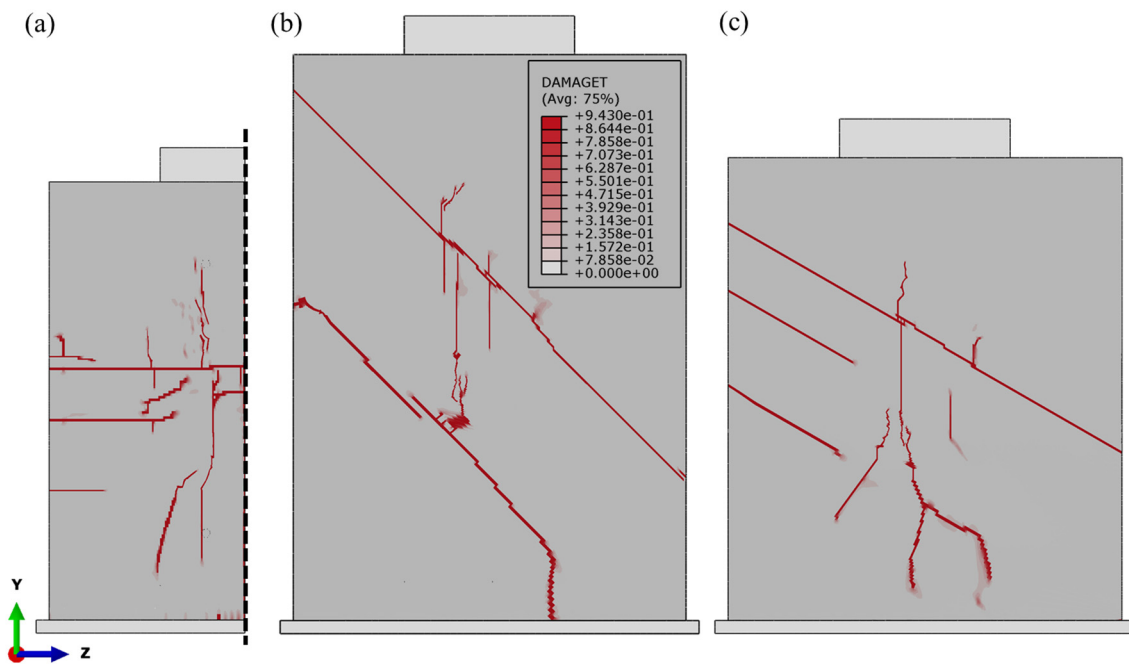 (a)
(b)
(c)
DAMAGET
(Avg: 75%)
+9.430e-01
+8.644e-01
+7.858e-01
+7.073e-01
+6.287e-01
+5.501e-01
+4.715e-01
+3.929e-01
+3.143e-01
+2.358e-01
+1.572e-01
+7.858e-02
+0.000e+00
Y
Z